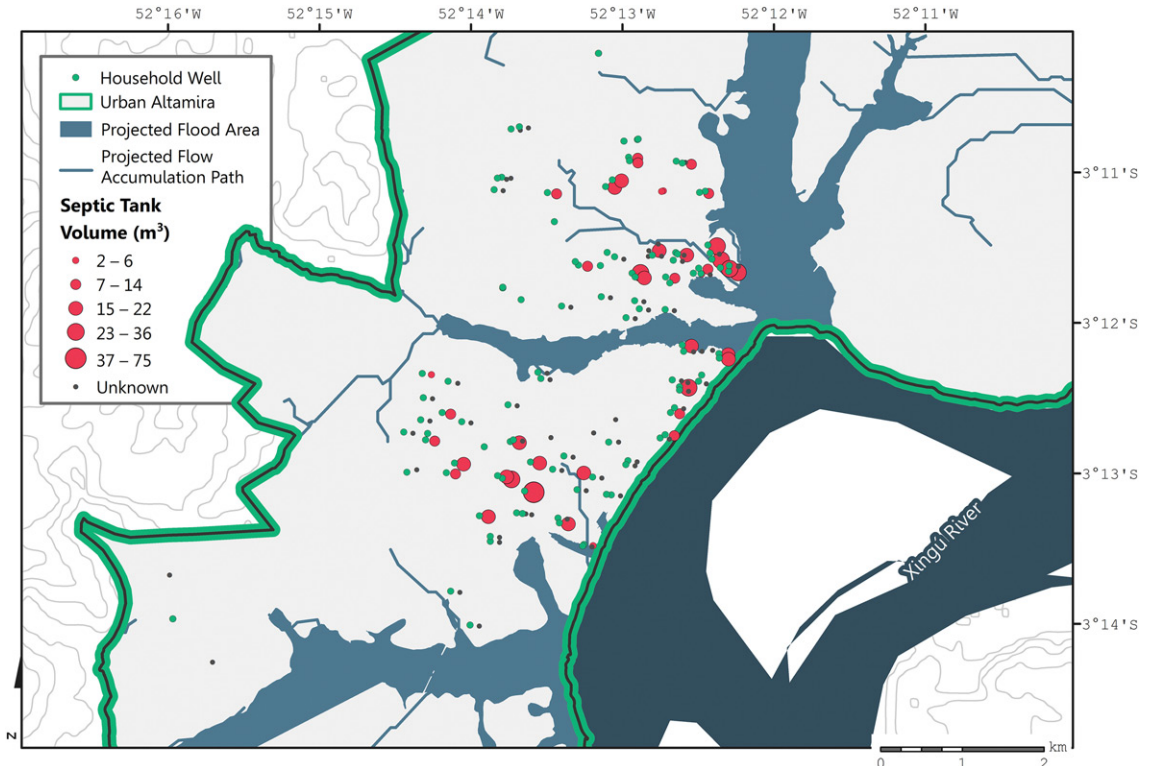 52°16'W 52°15'W 52°14'W 52°13'W 52°12'W 52°11'W
Household Well
Urban Altamira
Projected Flood Area
Projected Flow
Accumulation Path
Septic Tank
Volume (m³)
2 – 6
7 – 14
15 – 22
23 – 36
37 – 75
Unknown
3°11'S
3°12'S
3°13'S
3°14'S
Xingu River
N
km
0 1 2